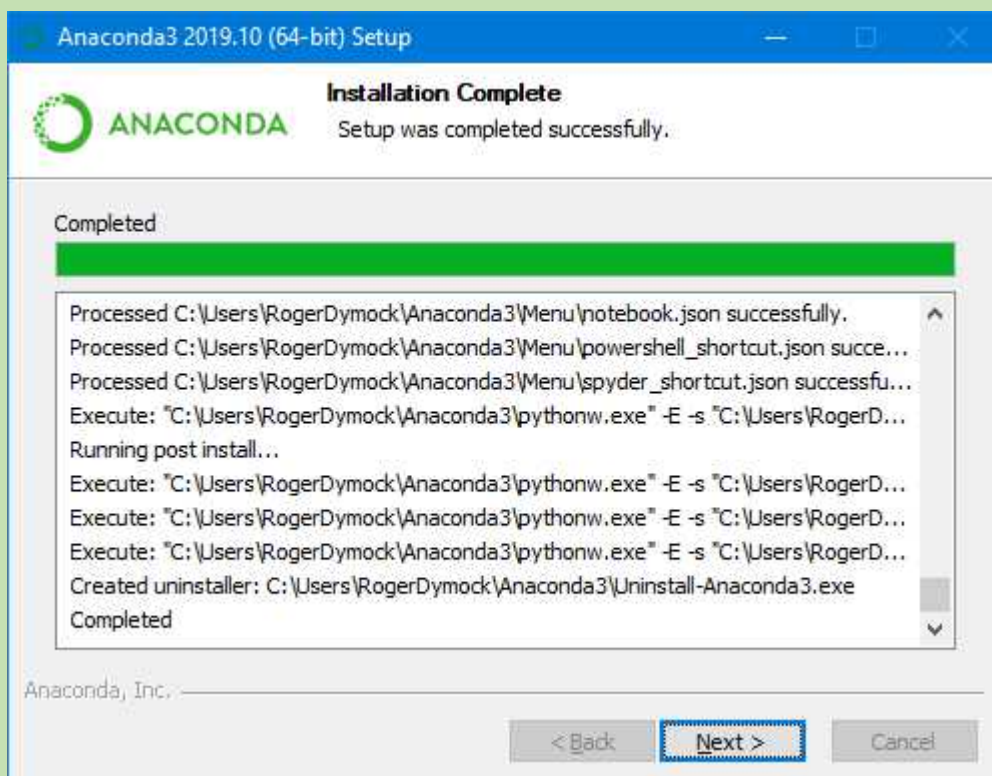 Anaconda3 2019.10 (64-bit) Setup
ANACONDA
Installation Complete
Setup was completed successfully.
Completed
Processed C:\Users\RogerDymock\Anaconda3\Menu\notebook.json successfully.
Processed C:\Users\RogerDymock\Anaconda3\Menu\powershell_shortcut.json succe...
Processed C:\Users\RogerDymock\Anaconda3\Menu\spyder_shortcut.json successfu...
Execute: "C:\Users\RogerDymock\Anaconda3\pythonw.exe" -E -s "C:\Users\RogerD...
Running post install...
Execute: "C:\Users\RogerDymock\Anaconda3\pythonw.exe" -E -s "C:\Users\RogerD...
Execute: "C:\Users\RogerDymock\Anaconda3\pythonw.exe" -E -s "C:\Users\RogerD...
Execute: "C:\Users\RogerDymock\Anaconda3\pythonw.exe" -E -s "C:\Users\RogerD...
Created uninstaller: C:\Users\RogerDymock\Anaconda3\Uninstall-Anaconda3.exe
Completed
Anaconda, Inc.
< Back Next > Cancel